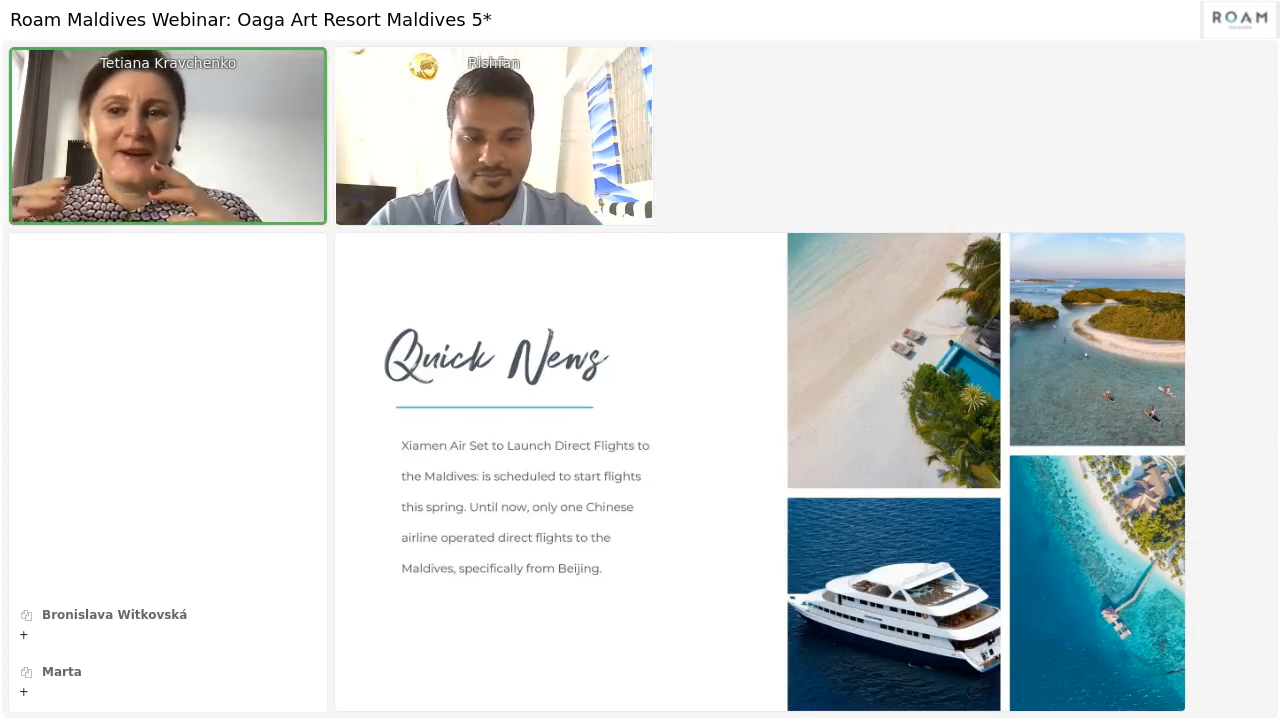 Roam Maldives Webinar: Oaga Art Resort Maldives 5*
ROAM
Tetiana Kravchenko
Rishfan
Quick News
Xiamen Air Set to Launch Direct Flights to
the Maldives: is scheduled to start flights
this spring. Until now, only one Chinese
airline operated direct flights to the
Maldives, specifically from Beijing.
Bronislava Witkovská
+
Marta
+